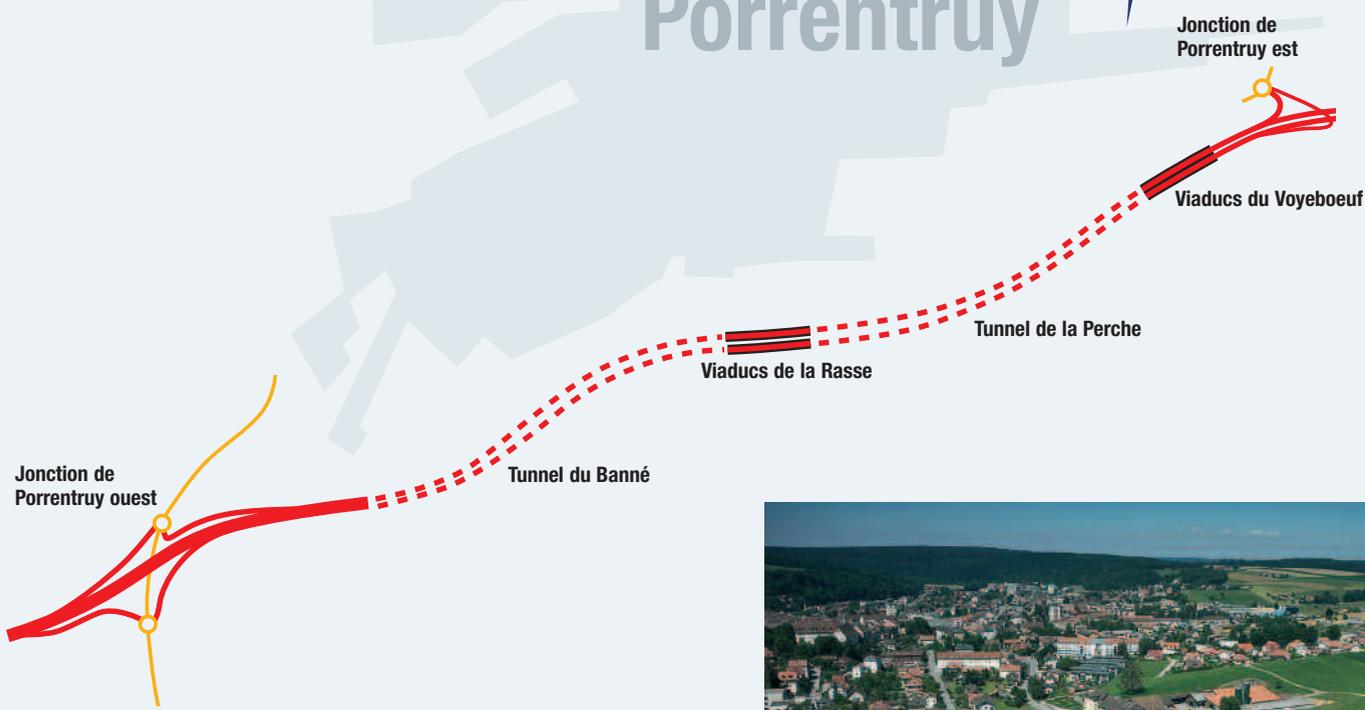 Porrentruy
Jonction de
Porrentruy est
Viaducs du Voyeboeuf
Tunnel de la Perche
Viaducs de la Rasse
Jonction de
Porrentruy ouest
Tunnel du Banné